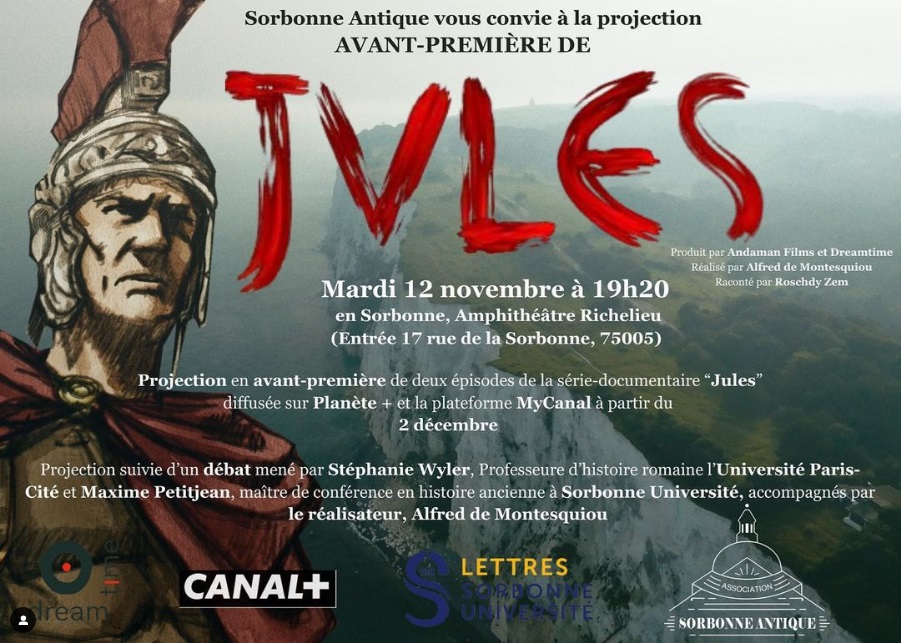 Sorbonne Antique vous convie à la projection
AVANT-PREMIÈRE DE
JVLES
Produit par Andaman Films et Dreamtime
Réalisé par Alfred de Montesquiou
Raconté par Roschdy Zem
Mardi 12 novembre à 19h20
en Sorbonne, Amphithéâtre Richelieu
(Entrée 17 rue de la Sorbonne, 75005)
Projection en avant-première de deux épisodes de la série-documentaire “Jules”
diffusée sur Planète + et la plateforme MyCanal à partir du
2 décembre
Projection suivie d’un débat mené par Stéphanie Wyler, Professeure d’histoire romaine l’Université Paris-
Cité et Maxime Petitjean, maître de conférence en histoire ancienne à Sorbonne Université, accompagnés par
le réalisateur, Alfred de Montesquiou
dream time
CANAL+
S LETTRES
SORBONNE
UNIVERSITÉ
ASSOCIATION
SORBONNE ANTIQUE